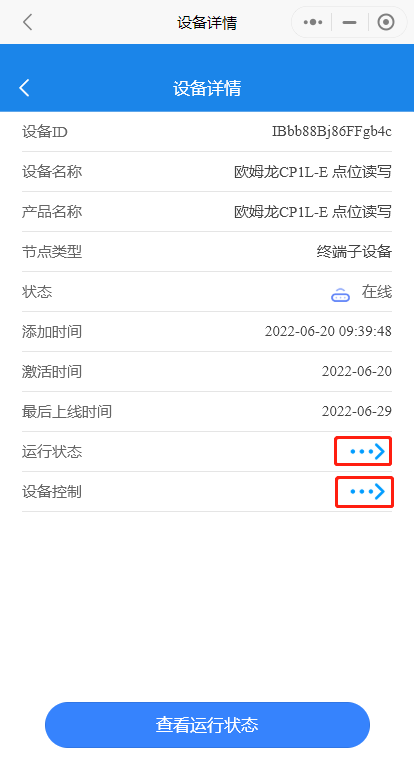 设备详情
设备详情
设备ID IBbb88Bj86FFgb4c
设备名称 欧姆龙CP1L-E 点位读写
产品名称 欧姆龙CP1L-E 点位读写
节点类型 终端子设备
状态 在线
添加时间 2022-06-20 09:39:48
激活时间 2022-06-20
最后上线时间 2022-06-29
运行状态
设备控制
查看运行状态